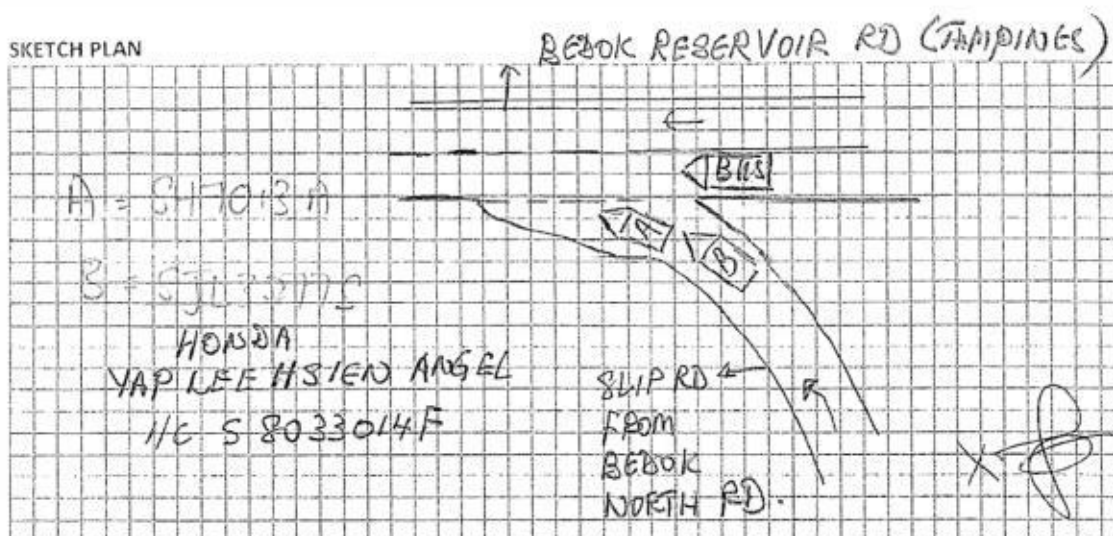 SKETCH PLAN
BEDOK RESERVOIR RD (TAMPINES)
BUS
A
B
A =
B =
HONDA
YAP LEE HSIEN ANGEL
I/C S 8033014F
SLIP RD
FROM
BEDOK
NORTH RD.
X